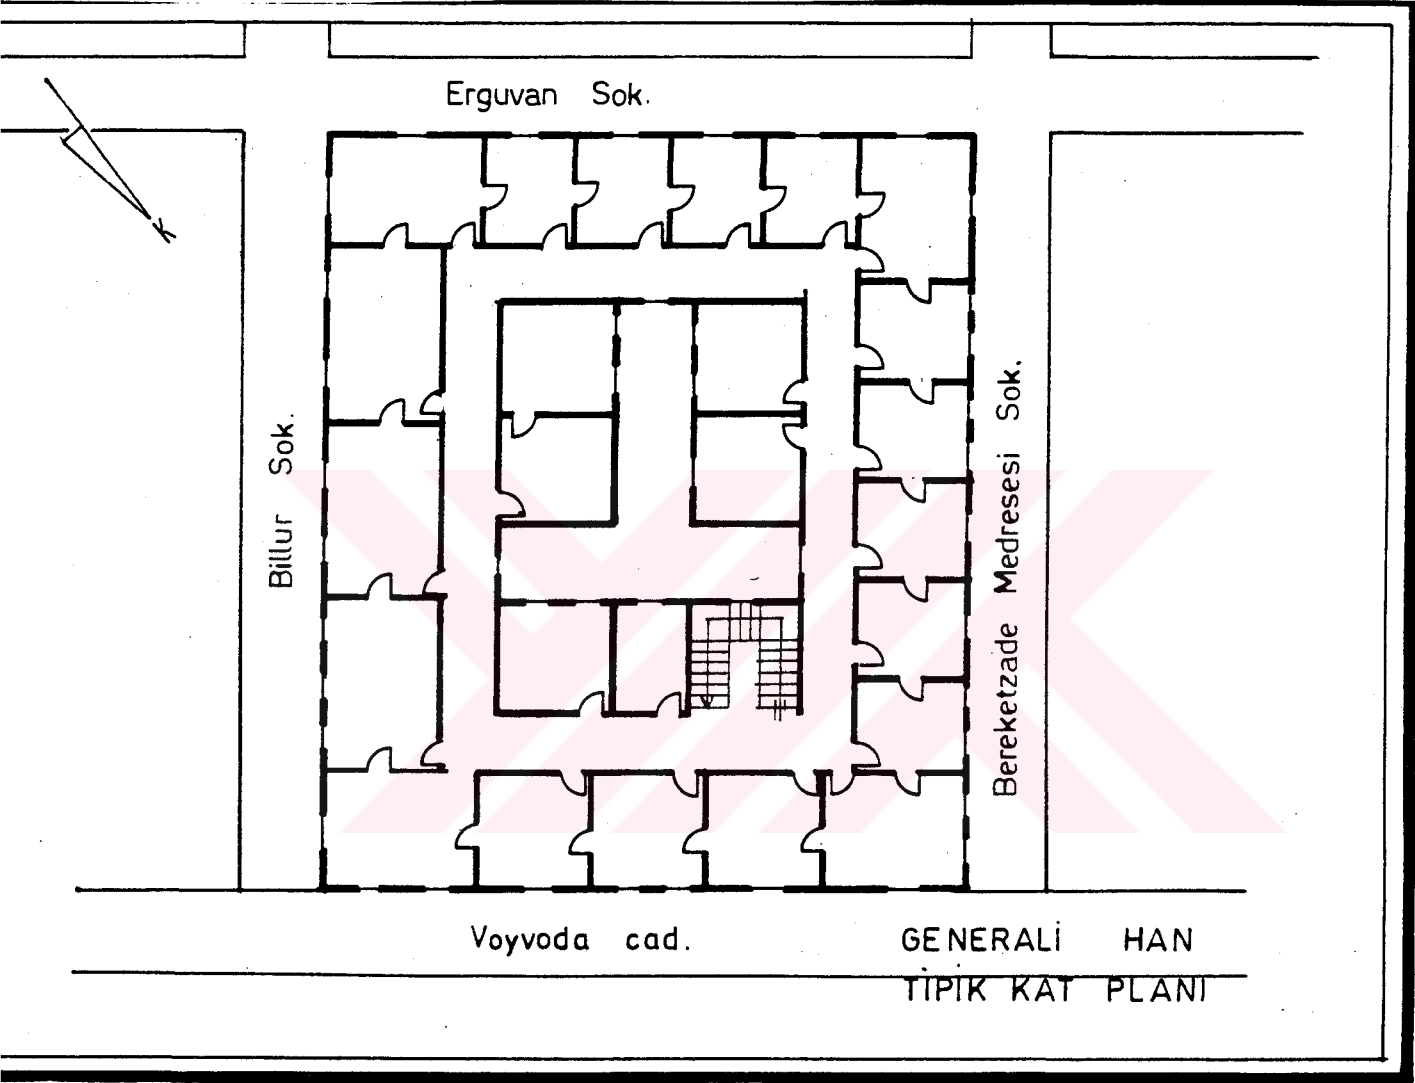 Erguvan Sok.
K
Billur Sok.
Bereketzade Medresesi Sok.
Voyvoda cad.
GENERALİ HAN
TİPİK KAT PLANI